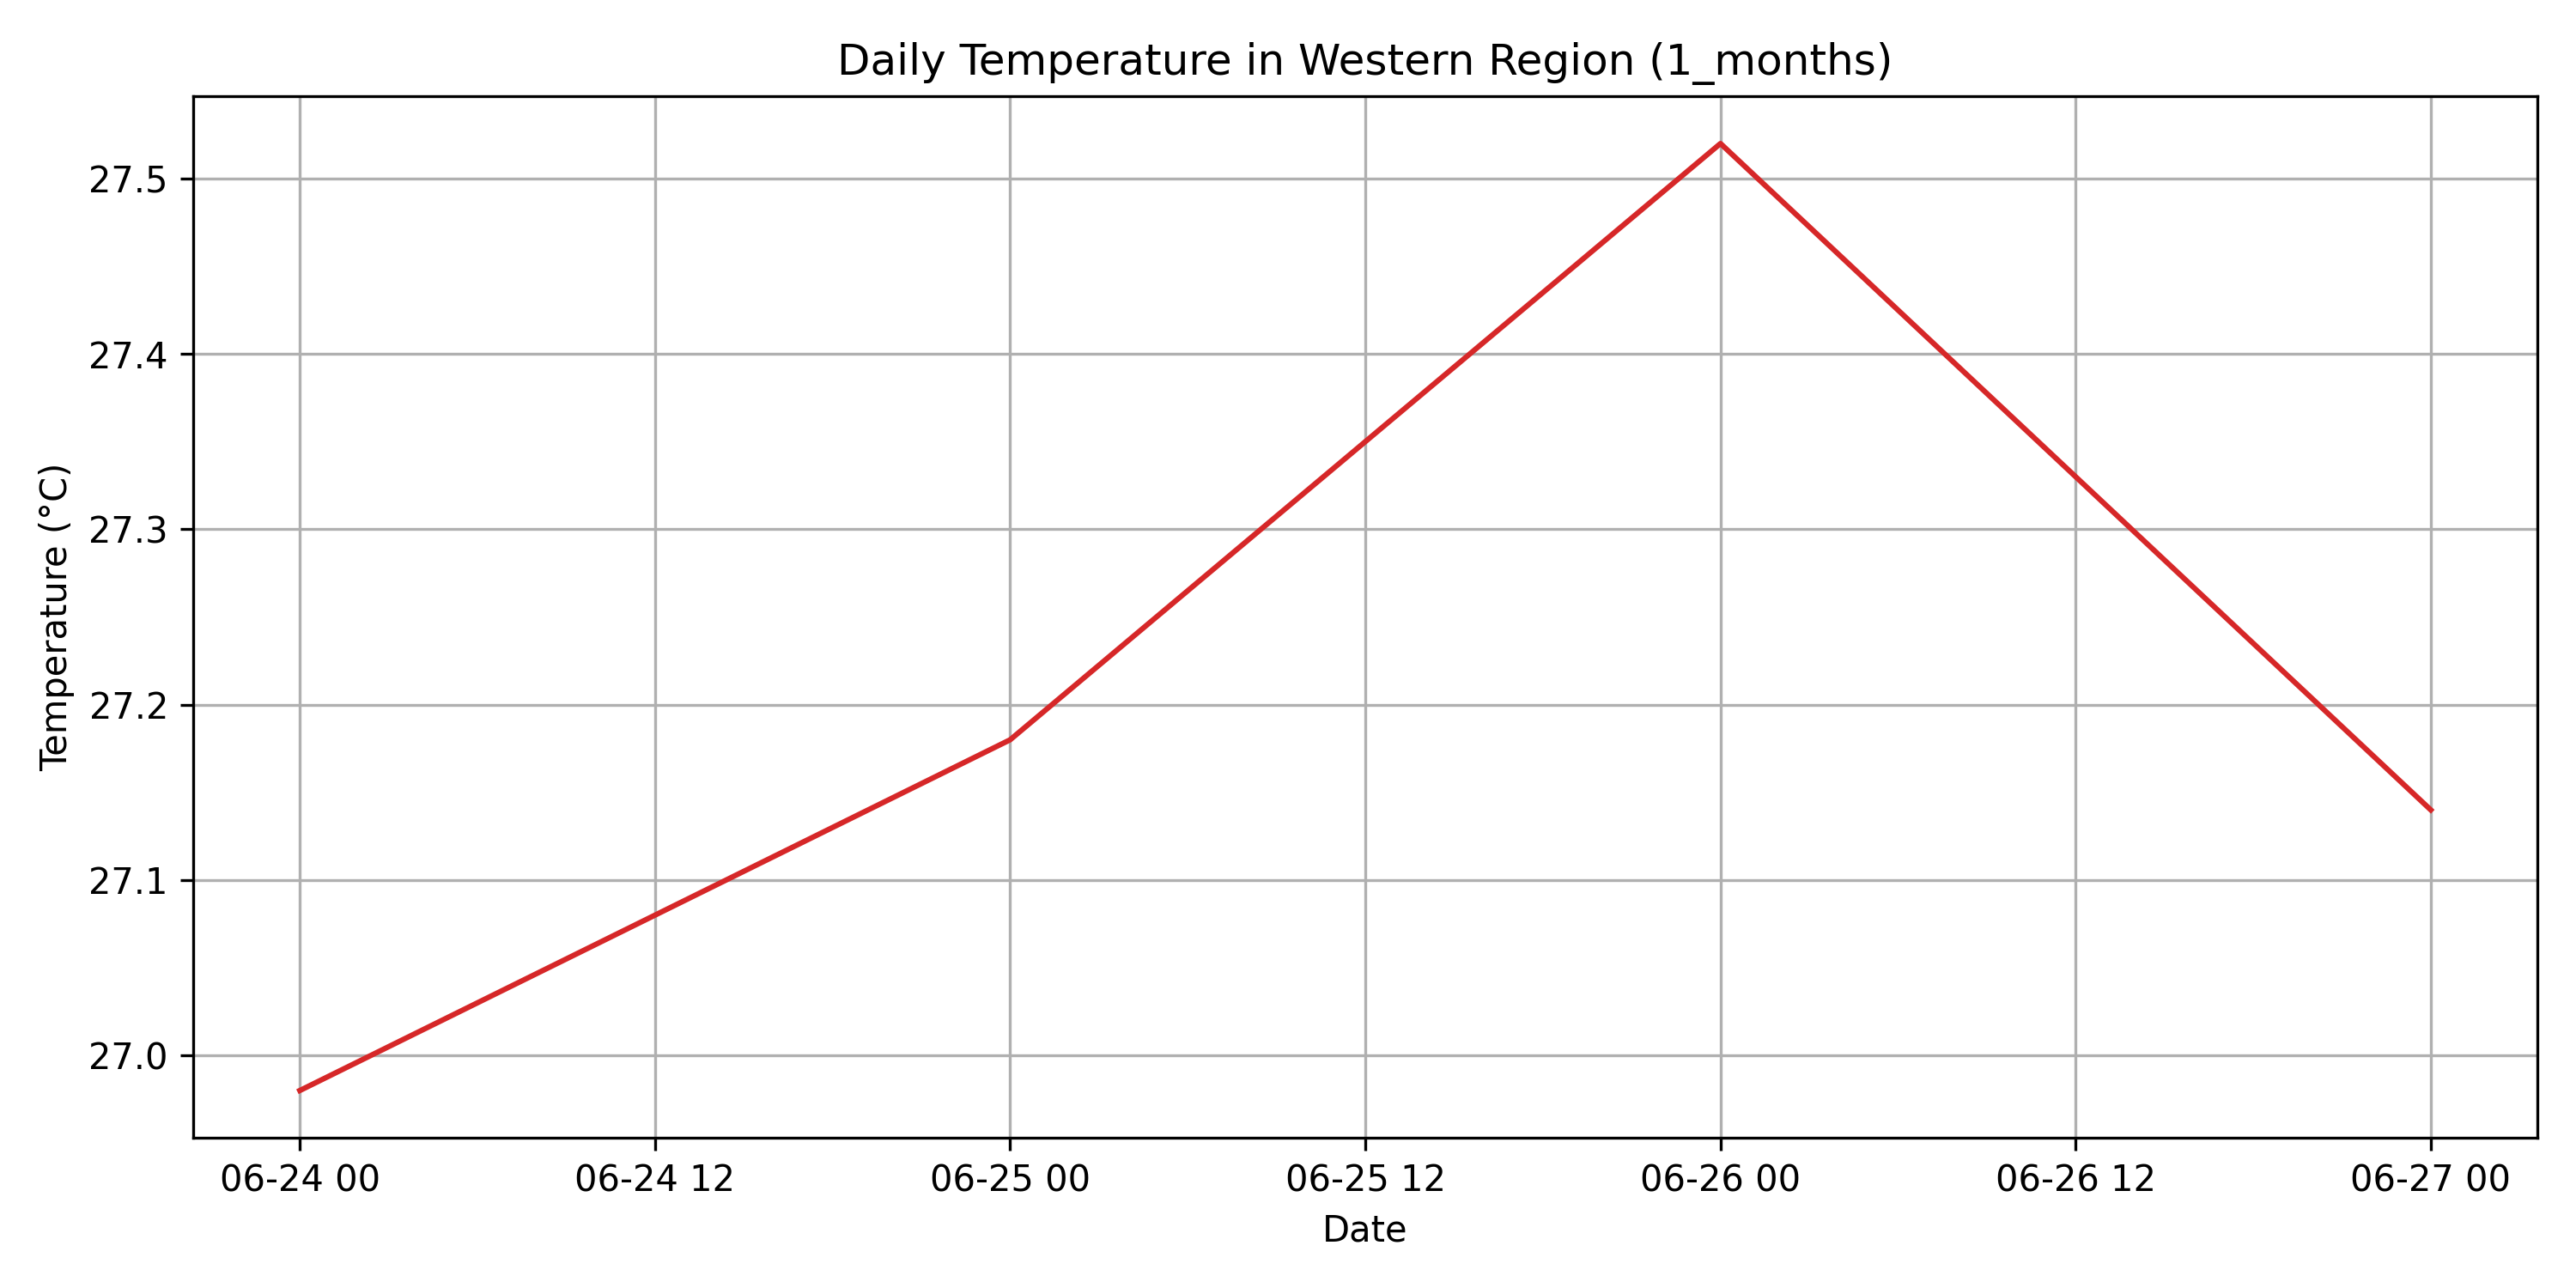 Daily Temperature in Western Region (1_months)
Temperature (°C)
27.5
27.4
27.3
27.2
27.1
27.0
06-24 00 06-24 12 06-25 00 06-25 12 06-26 00 06-26 12 06-27 00
Date